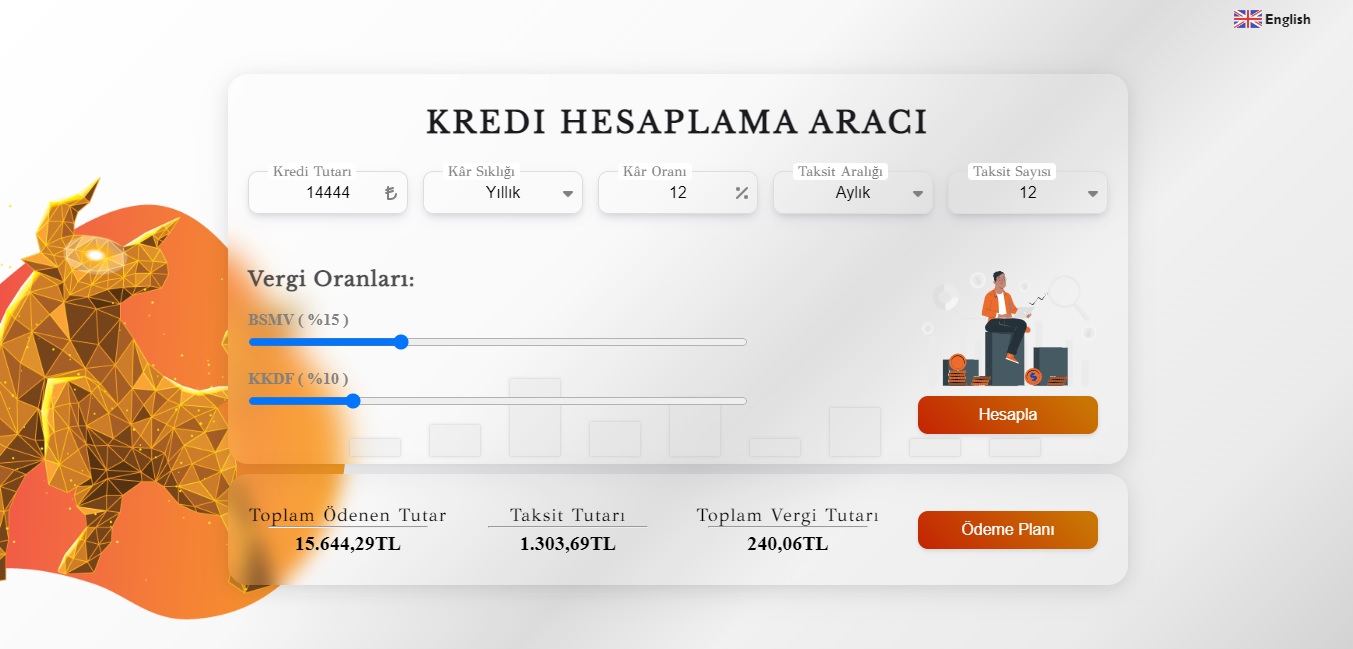 English
KREDI HESAPLAMA ARACI
Kredi Tutarı
14444 ₺
Kâr Sıklığı
Yıllık
Kâr Oranı
12 %
Taksit Aralığı
Aylık
Taksit Sayısı
12
Vergi Oranları:
BSMV ( %15 )
KKDF ( %10 )
Hesapla
Toplam Ödenen Tutar
15.644,29TL
Taksit Tutarı
1.303,69TL
Toplam Vergi Tutarı
240,06TL
Ödeme Planı